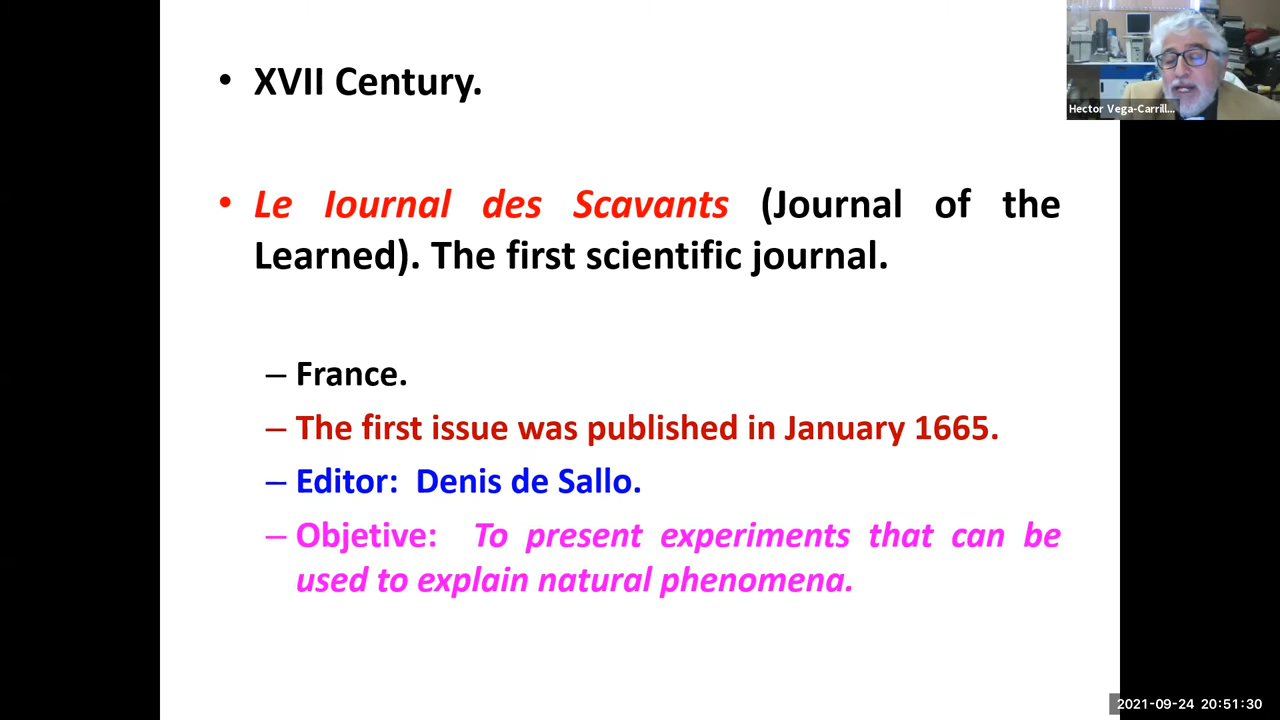 • XVII Century.
• Le Iournal des Scavants (Journal of the
Learned). The first scientific journal.
– France.
– The first issue was published in January 1665.
– Editor: Denis de Sallo.
– Objetive: To present experiments that can be
used to explain natural phenomena.
Hector Vega-Carrill...
2021-09-24 20:51:30